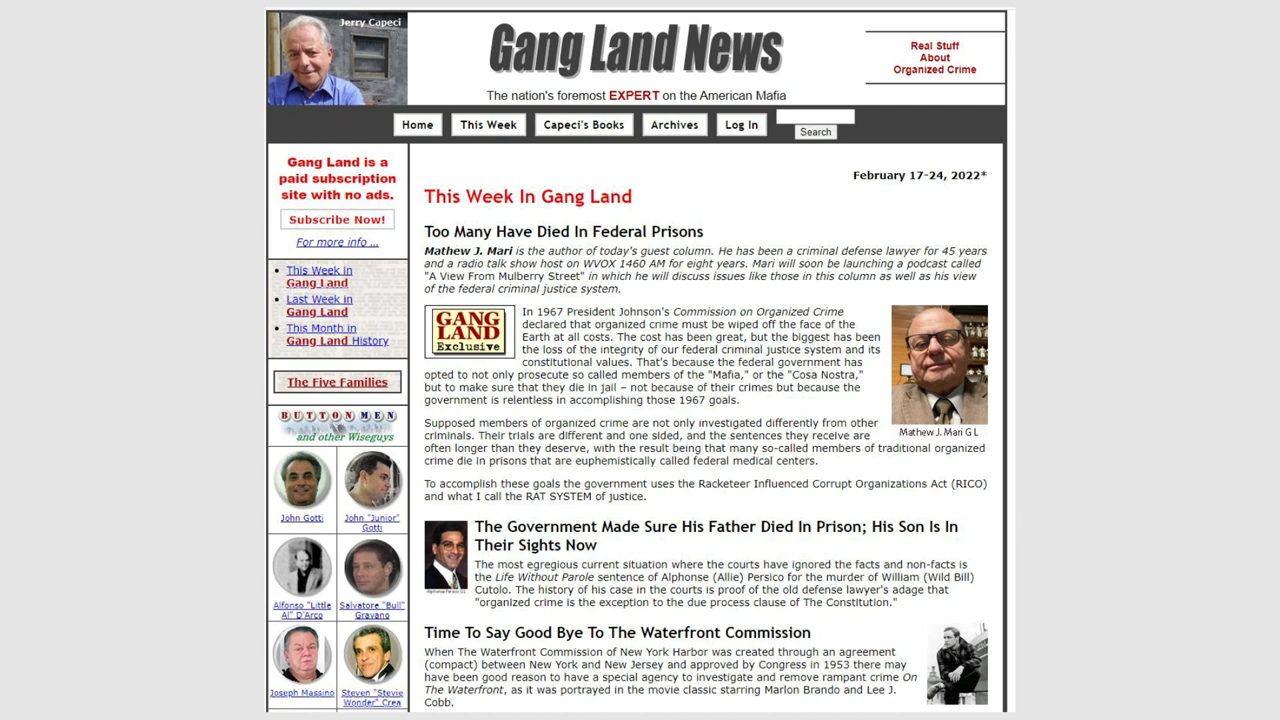 Jerry Capeci
Gang Land News
The nation's foremost EXPERT on the American Mafia
Real Stuff
About
Organized Crime
Home
This Week
Capeci's Books
Archives
Log In
Search
Gang Land is a
paid subscription
site with no ads.
Subscribe Now!
For more info ...
This Week in
Gang Land
Last Week in
Gang Land
This Month in
Gang Land History
The Five Families
BUTTON MEN
and other Wiseguys
John Gotti
John "Junior"
Gotti
Alfonso "Little
Al" D'Arco
Salvatore "Bull"
Gravano
Joseph Massino
Steven "Stevie
Wonder" Crea
February 17-24, 2022*
This Week In Gang Land
Too Many Have Died In Federal Prisons
Mathew J. Mari is the author of today's guest column. He has been a criminal defense lawyer for 45 years
and a radio talk show host on WVOX 1460 AM for eight years. Mari will soon be launching a podcast called
"A View From Mulberry Street" in which he will discuss issues like those in this column as well as his view
of the federal criminal justice system.
GANG
LAND
Exclusive
In 1967 President Johnson's Commission on Organized Crime
declared that organized crime must be wiped off the face of the
Earth at all costs. The cost has been great, but the biggest has been
the loss of the integrity of our federal criminal justice system and its
constitutional values. That's because the federal government has
opted to not only prosecute so called members of the "Mafia," or the "Cosa Nostra,"
but to make sure that they die in jail – not because of their crimes but because the
government is relentless in accomplishing those 1967 goals.
Mathew J. Mari G L
Supposed members of organized crime are not only investigated differently from other
criminals. Their trials are different and one sided, and the sentences they receive are
often longer than they deserve, with the result being that many so-called members of traditional organized
crime die in prisons that are euphemistically called federal medical centers.
To accomplish these goals the government uses the Racketeer Influenced Corrupt Organizations Act (RICO)
and what I call the RAT SYSTEM of justice.
The Government Made Sure His Father Died In Prison; His Son Is In
Their Sights Now
The most egregious current situation where the courts have ignored the facts and non-facts is
the Life Without Parole sentence of Alphonse (Allie) Persico for the murder of William (Wild Bill)
Cutolo. The history of his case in the courts is proof of the old defense lawyer's adage that
"organized crime is the exception to the due process clause of The Constitution."
Time To Say Good Bye To The Waterfront Commission
When The Waterfront Commission of New York Harbor was created through an agreement
(compact) between New York and New Jersey and approved by Congress in 1953 there may
have been good reason to have a special agency to investigate and remove rampant crime On
The Waterfront, as it was portrayed in the movie classic starring Marlon Brando and Lee J.
Cobb.